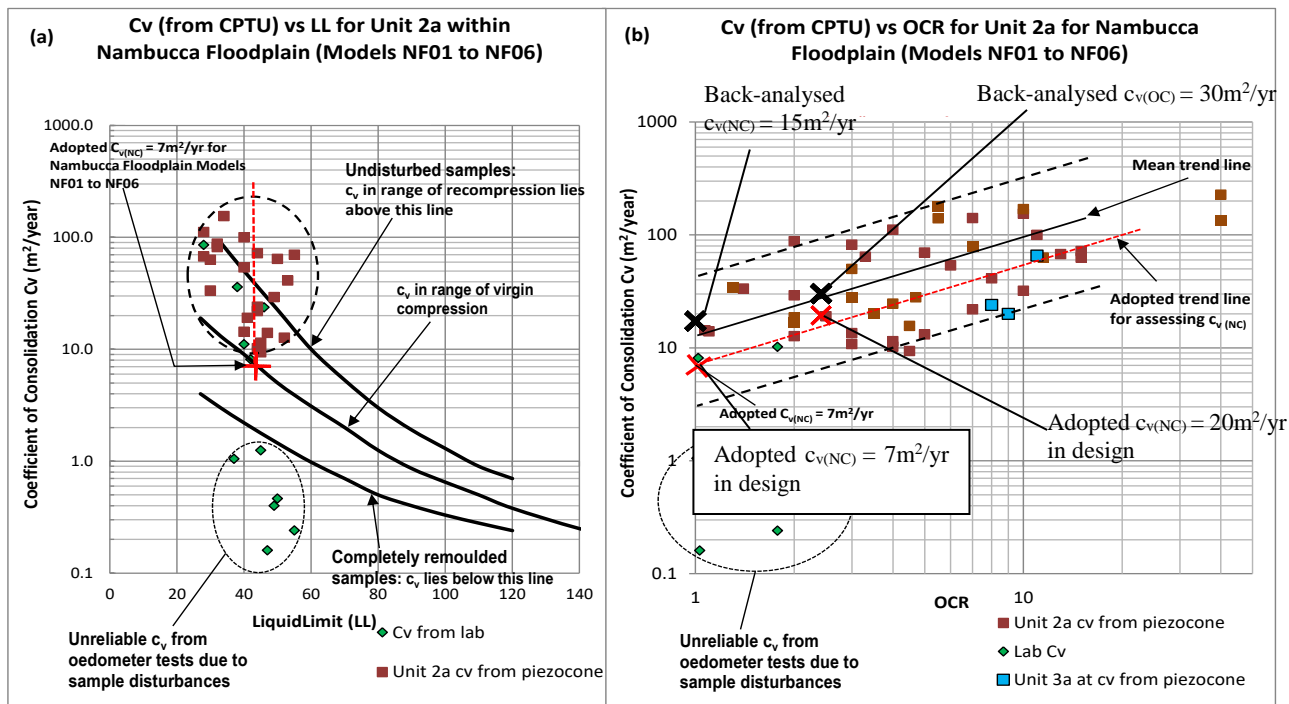 (a)
Cv (from CPTU) vs LL for Unit 2a within
Nambucca Floodplain (Models NF01 to NF06)
Coefficient of Consolidation Cv (m²/year)
1000.0
100.0
10.0
1.0
0.1
Adopted Cv(NC) = 7m²/yr for
Nambucca Floodplain Models
NF01 to NF06
Undisturbed samples:
cv in range of recompression lies
above this line
cv in range of virgin
compression
Completely remoulded
samples: cv lies below this line
0 20 40 60 80 100 120 140
LiquidLimit (LL)
Unreliable cv from
oedometer tests due to
sample disturbances
Cv from lab
Unit 2a cv from piezocone
(b)
Cv (from CPTU) vs OCR for Unit 2a for Nambucca
Floodplain (Models NF01 to NF06)
Back-analysed
cv(NC) = 15m²/yr
Back-analysed cv(OC) = 30m²/yr
Coefficient of Consolidation Cv (m²/year)
1000
100
10
1
0.1
Mean trend line
Adopted trend line
for assessing cv (NC)
Adopted Cv(NC) = 7m²/yr
Adopted cv(NC) = 20m²/yr
in design
Adopted cv(NC) = 7m²/yr
in design
1 10
OCR
Unreliable cv from
oedometer tests due to
sample disturbances
Unit 2a cv from piezocone
Lab Cv
Unit 3a at cv from piezocone